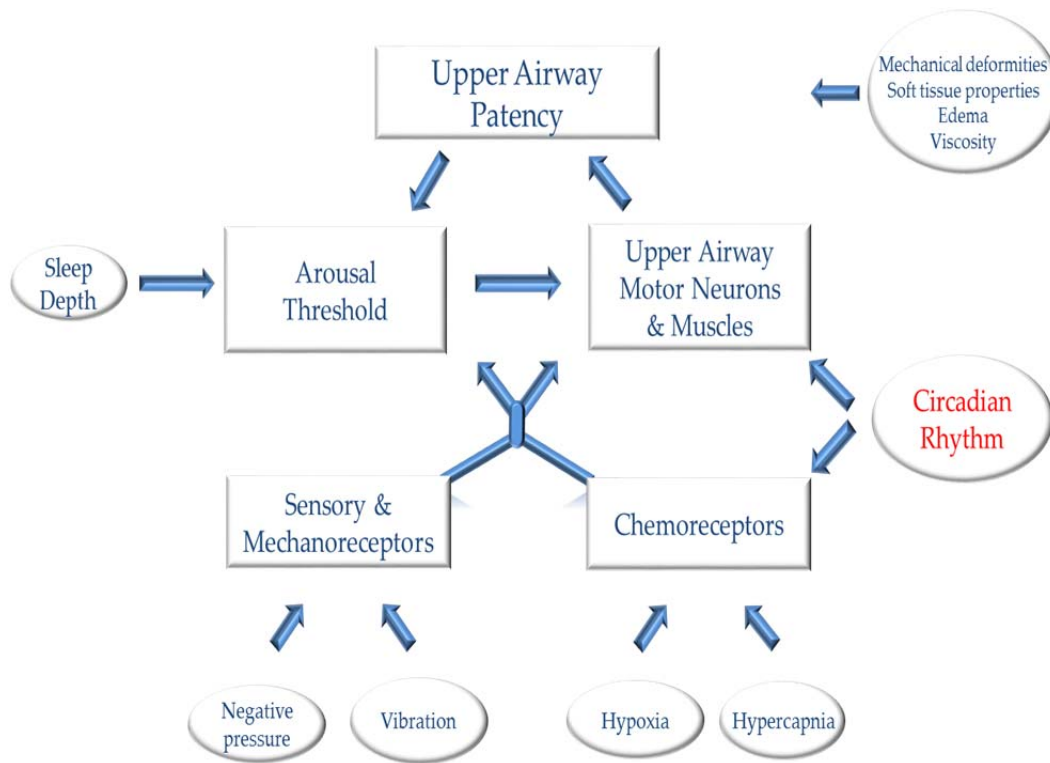 Upper Airway
Patency
Mechanical deformities
Soft tissue properties
Edema
Viscosity
Sleep
Depth
Arousal
Threshold
Upper Airway
Motor Neurons
& Muscles
Circadian
Rhythm
Sensory &
Mechanoreceptors
Chemoreceptors
Negative
pressure
Vibration
Hypoxia
Hypercapnia